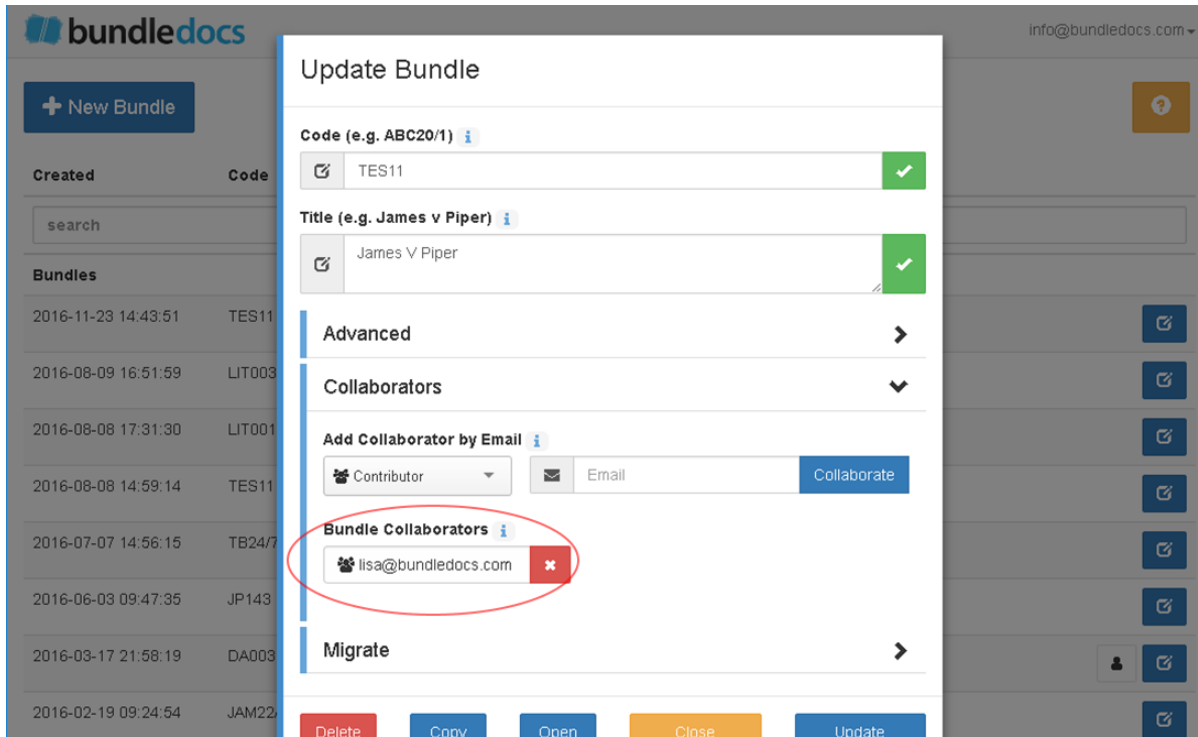 bundledocs
info@bundledocs.com
New Bundle
Created Code
search
Bundles
2016-11-23 14:43:51 TES11
2016-08-09 16:51:59 LIT003
2016-08-08 17:31:30 LIT001
2016-08-08 14:59:14 TES11
2016-07-07 14:56:15 TB24/7
2016-06-03 09:47:35 JP143
2016-03-17 21:58:19 DA003
2016-02-19 09:24:54 JAM22/
Update Bundle
Code (e.g. ABC20/1) i
TES11
Title (e.g. James v Piper) i
James V Piper
Advanced
Collaborators
Add Collaborator by Email i
Contributor Email Collaborate
Bundle Collaborators i
lisa@bundledocs.com
Migrate
Delete Copy Open Close Update